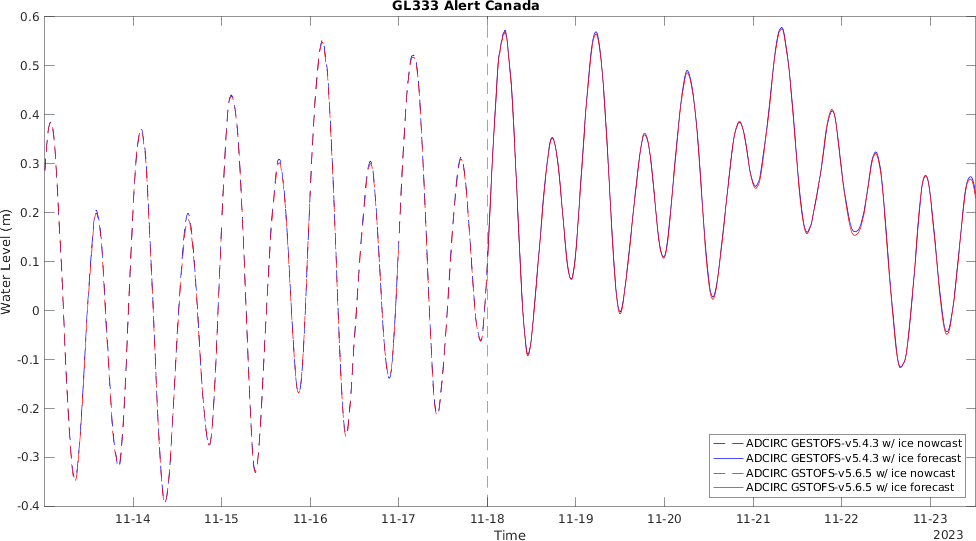 GL333 Alert Canada
0.6
0.5
0.4
0.3
0.2
0.1
0
-0.1
-0.2
-0.3
-0.4
Water Level (m)
ADCIRC GESTOFS-v5.4.3 w/ ice nowcast
ADCIRC GESTOFS-v5.4.3 w/ ice forecast
ADCIRC GSTOFS-v5.6.5 w/ ice nowcast
ADCIRC GSTOFS-v5.6.5 w/ ice forecast
11-14 11-15 11-16 11-17 11-18 11-19 11-20 11-21 11-22 11-23
Time
2023